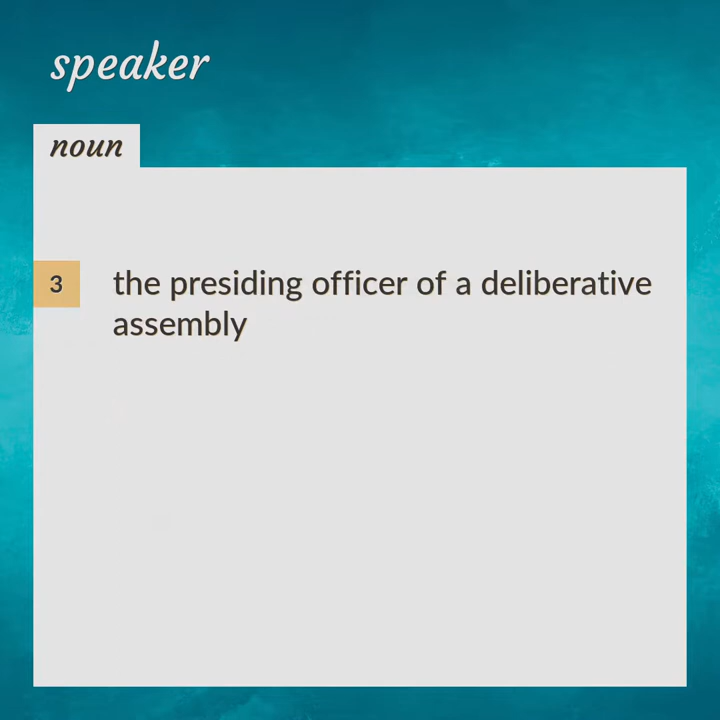 speaker
noun
3 the presiding officer of a deliberative
assembly